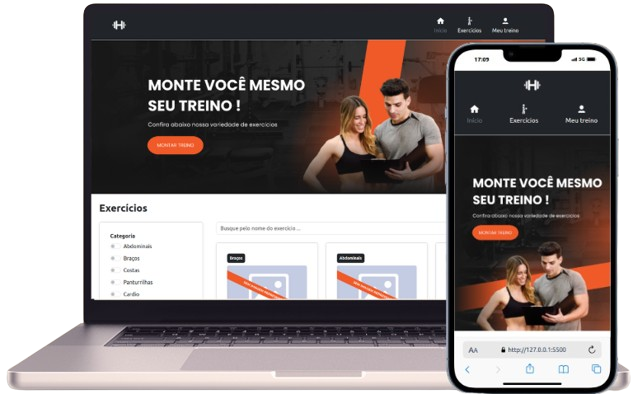 Início
Exercícios
Meu treino
MONTE VOCÊ MESMO
SEU TREINO !
Confira abaixo nossa variedade de exercícios
MONTAR TREINO
Exercícios
Categoria
Abdominais
Braços
Costas
Panturrilhas
Cardio
Busque pelo nome do exercício ...
Braços
Abdominais
17:09
5G
Início
Exercícios
Meu treino
MONTE VOCÊ MESMO
SEU TREINO !
Confira abaixo nossa variedade de exercícios
MONTAR TREINO
AA
http://127.0.0.1:5500